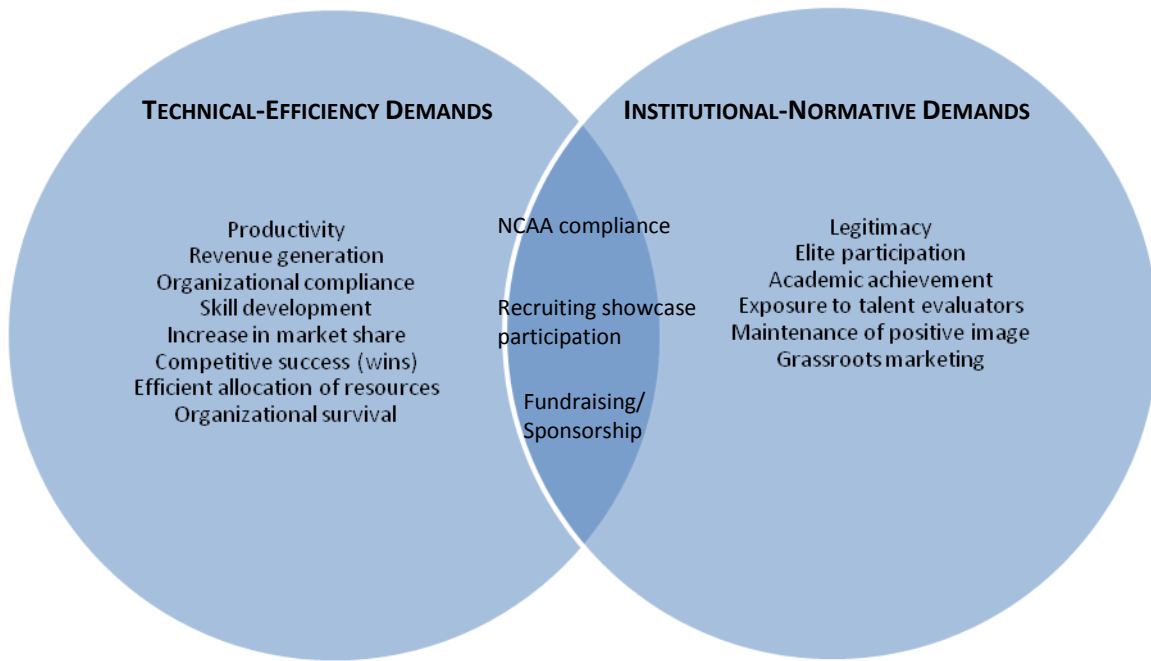 TECHNICAL-EFFICIENCY DEMANDS
Productivity
Revenue generation
Organizational compliance
Skill development
Increase in market share
Competitive success (wins)
Efficient allocation of resources
Organizational survival
NCAA compliance
Recruiting showcase
participation
Fundraising/
Sponsorship
INSTITUTIONAL-NORMATIVE DEMANDS
Legitimacy
Elite participation
Academic achievement
Exposure to talent evaluators
Maintenance of positive image
Grassroots marketing